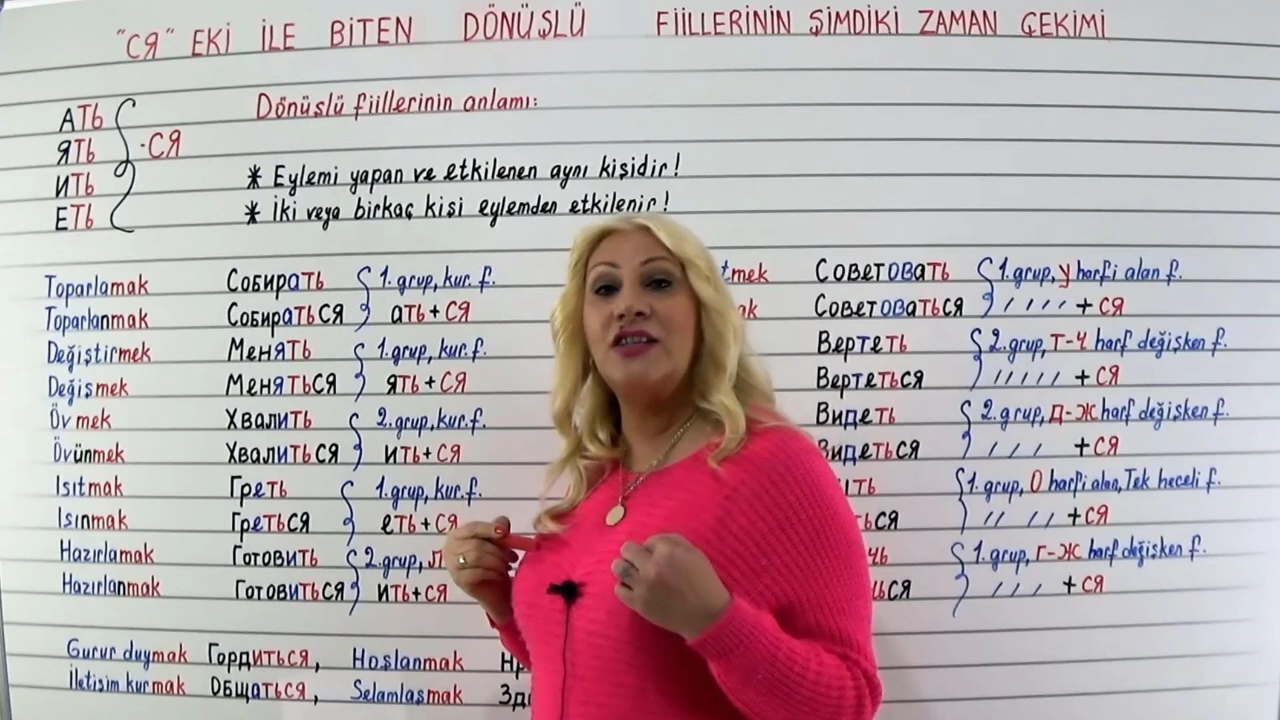 "СЯ" EKİ İLE BİTEN DÖNÜŞLÜ FİİLLERİNİN ŞİMDİKİ ZAMAN ÇEKİMİ
АТЬ
ЯТЬ
ИТЬ
ЕТЬ
-СЯ
Dönüşlü fiillerinin anlamı:
* Eylemi yapan ve etkilenen aynı kişidir!
* İki veya birkaç kişi eylemden etkilenir!
Toparlamak Собирать 1.grup, kur. f.
Toparlanmak Собираться ать+ся
Değiştirmek Менять 1.grup, kur. f.
Değişmek Меняться ять+ся
Övmek Хвалить 2.grup, kur. f.
Övünmek Хвалиться ить+ся
Isıtmak Греть 1.grup, kur. f.
Isınmak Греться еть+ся
Hazırlamak Готовить 2.grup,
Hazırlanmak Готовиться ить+ся
Советовать 1.grup, У harfi alan f.
Советоваться +ся
Вертеть 2.grup, Т-Ч harf değişken f.
Вертеться +ся
Видеть 2.grup, Д-Ж harf değişken f.
Видеться +ся
1.grup, О harfi alan, Tek heceli f.
+ся
1.grup, Г-Ж harf değişken f.
+ся
Gurur duymak Гордиться, Hoşlanmak
İletişim kurmak Общаться, Selamlaşmak